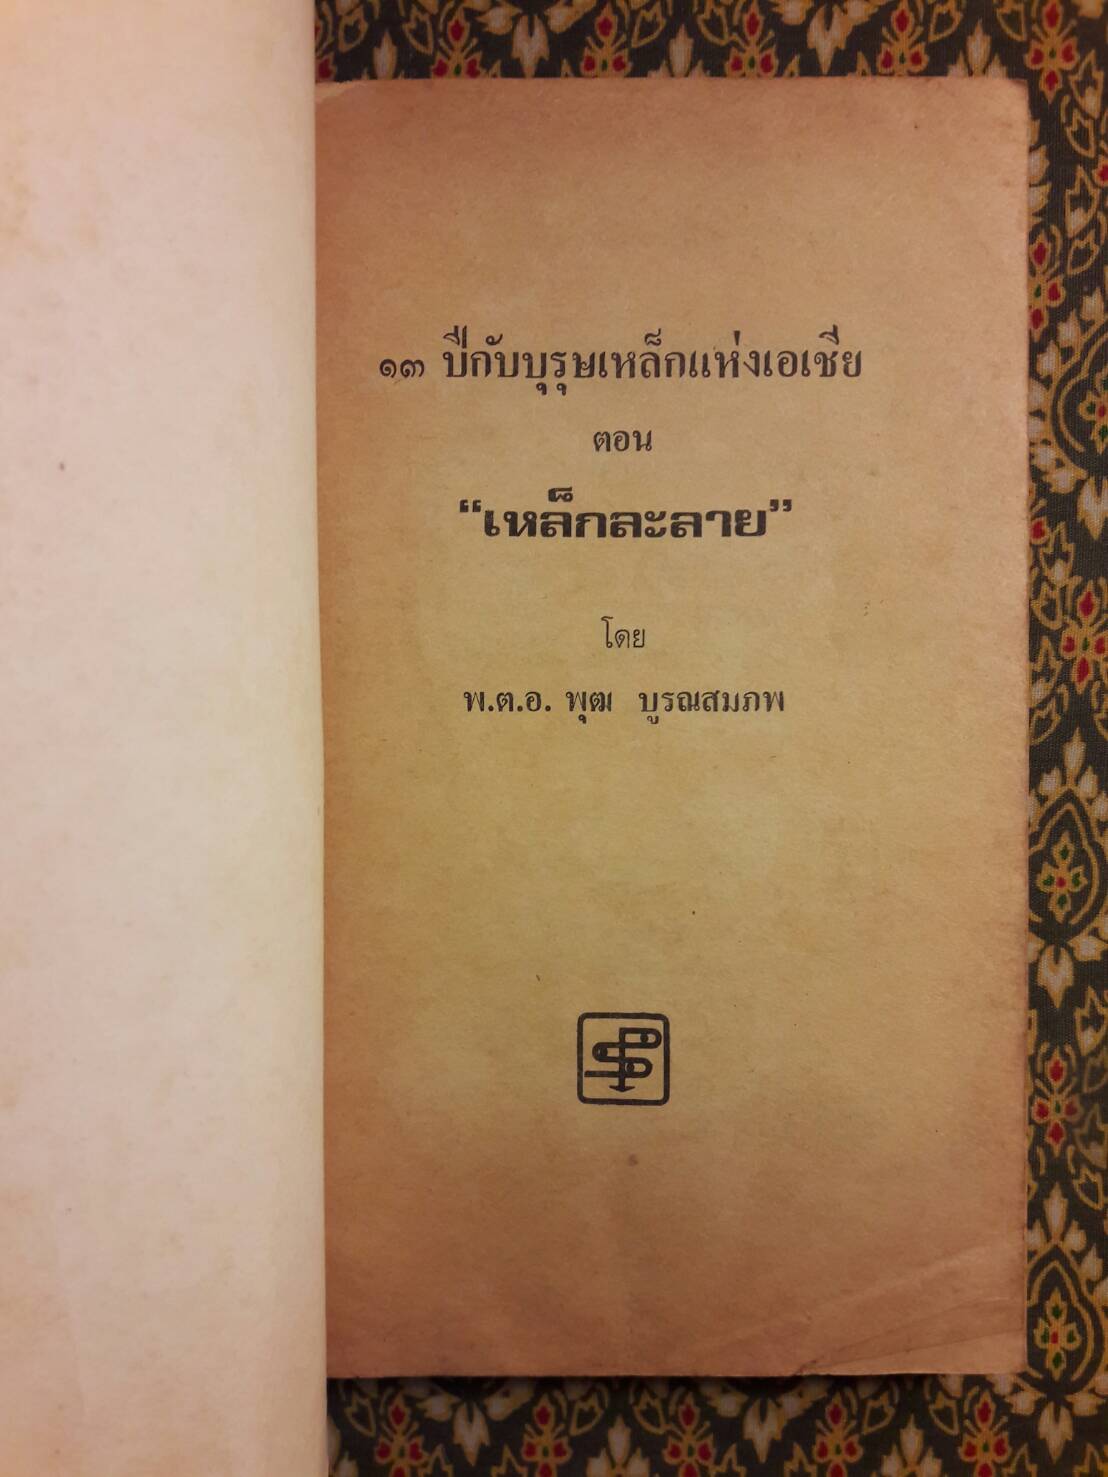 ๑๓ ปีกับบุรุษเหล็กแห่งเอเชีย
ตอน
“เหล็กละลาย”
โดย
พ.ต.อ. พุฒ บูรณสมภพ